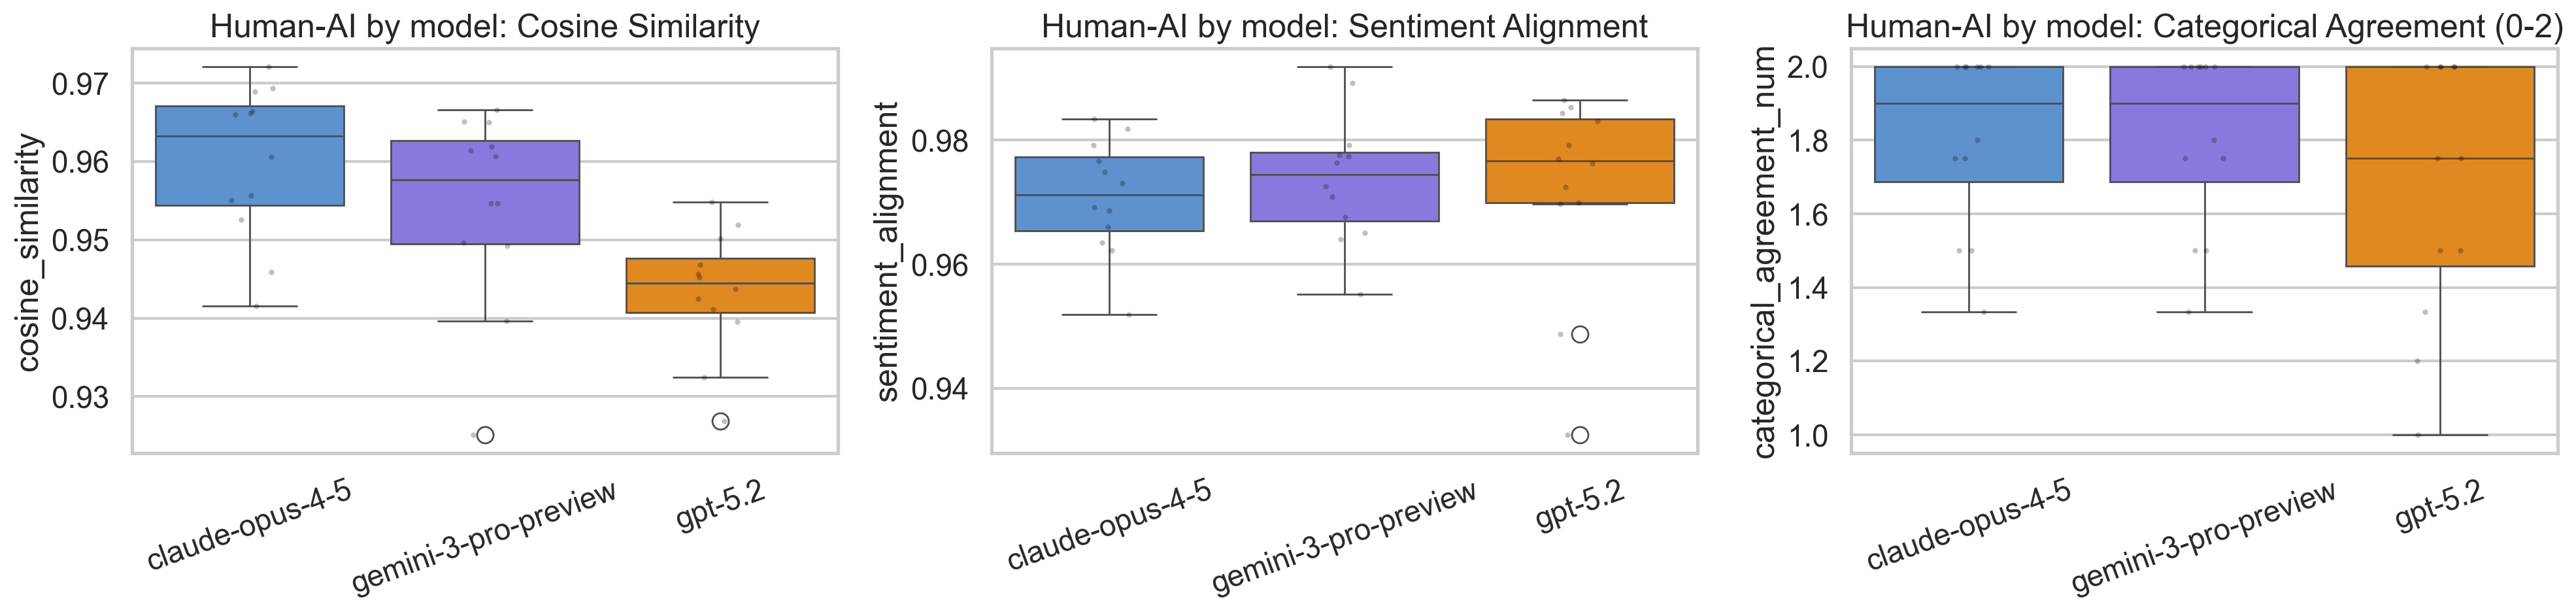 Human-AI by model: Cosine Similarity
cosine_similarity
0.97
0.96
0.95
0.94
0.93
claude-opus-4-5
gemini-3-pro-preview
gpt-5.2
Human-AI by model: Sentiment Alignment
sentiment_alignment
0.98
0.96
0.94
claude-opus-4-5
gemini-3-pro-preview
gpt-5.2
Human-AI by model: Categorical Agreement (0-2)
categorical_agreement_num
2.0
1.8
1.6
1.4
1.2
1.0
claude-opus-4-5
gemini-3-pro-preview
gpt-5.2